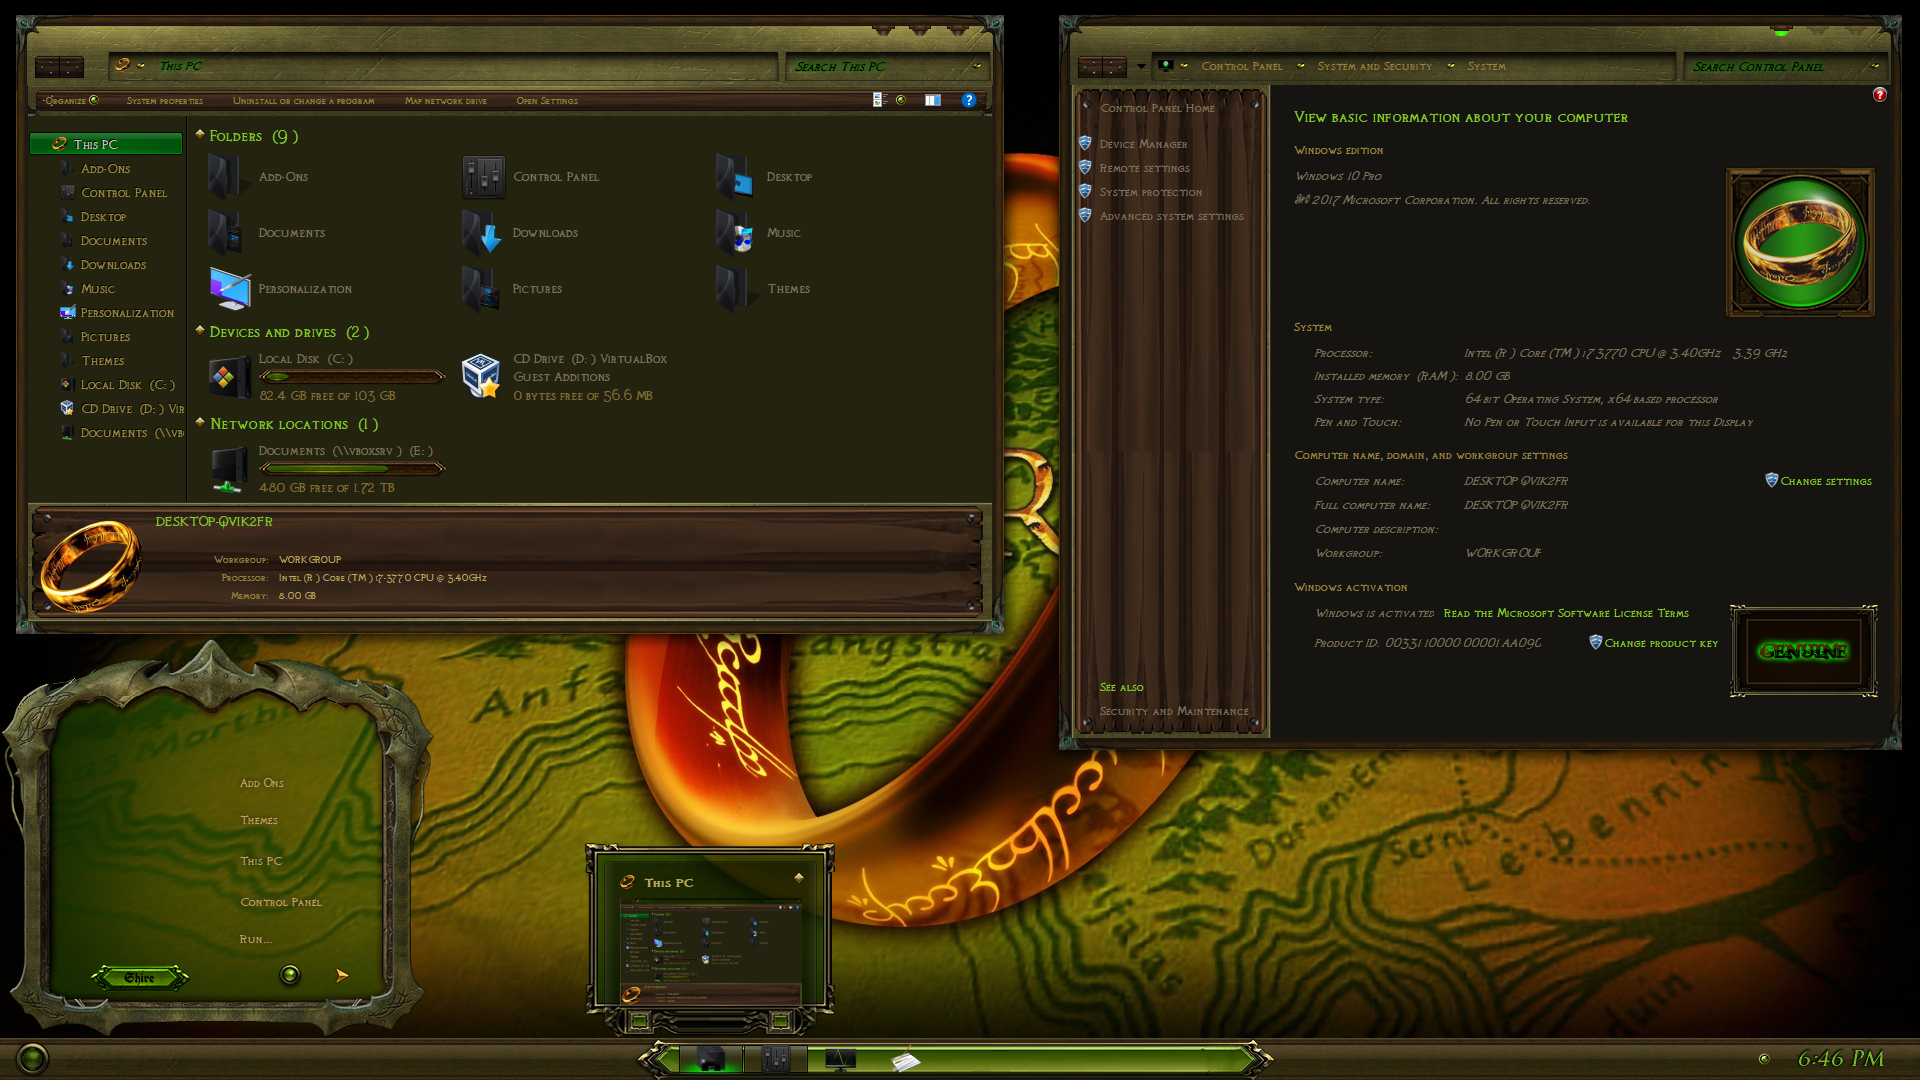 This PC
Search This PC
Organize
System properties
Uninstall or change a program
Map network drive
Open Settings
This PC
Add-Ons
Control Panel
Desktop
Documents
Downloads
Music
Personalization
Pictures
Themes
Local Disk (C:)
CD Drive (D:) Vir
Documents (\\vb
Folders (9)
Add-Ons
Control Panel
Desktop
Documents
Downloads
Music
Personalization
Pictures
Themes
Devices and drives (2)
Local Disk (C:)
82.4 GB free of 103 GB
CD Drive (D:) VirtualBox
Guest Additions
0 bytes free of 56.6 MB
Network locations (1)
Documents (\\vboxsrv) (E:)
480 GB free of 1.72 TB
DESKTOP-QVIK2FR
Workgroup: WORKGROUP
Processor: Intel(R) Core(TM) i7-3770 CPU @ 3.40GHz
Memory: 8.00 GB
Control Panel
System and Security
System
Search Control Panel
Control Panel Home
Device Manager
Remote settings
System protection
Advanced system settings
See also
Security and Maintenance
View basic information about your computer
Windows edition
Windows 10 Pro
2017 Microsoft Corporation. All rights reserved.
System
Processor: Intel(R) Core(TM) i7 3770 CPU @ 3.40GHz 3.39 GHz
Installed memory (RAM): 8.00 GB
System type: 64 bit Operating System, x64 based processor
Pen and Touch: No Pen or Touch Input is available for this Display
Computer name, domain, and workgroup settings
Computer name: DESKTOP QVIK2FR
Change settings
Full computer name: DESKTOP QVIK2FR
Computer description:
Workgroup: WORKGROUP
Windows activation
Windows is activated Read the Microsoft Software License Terms
Product ID: 00331 10000 00001 AA090
Change product key
GENUINE
Add Ons
Themes
This PC
Control Panel
Run...
Shire
This PC
6:46 PM